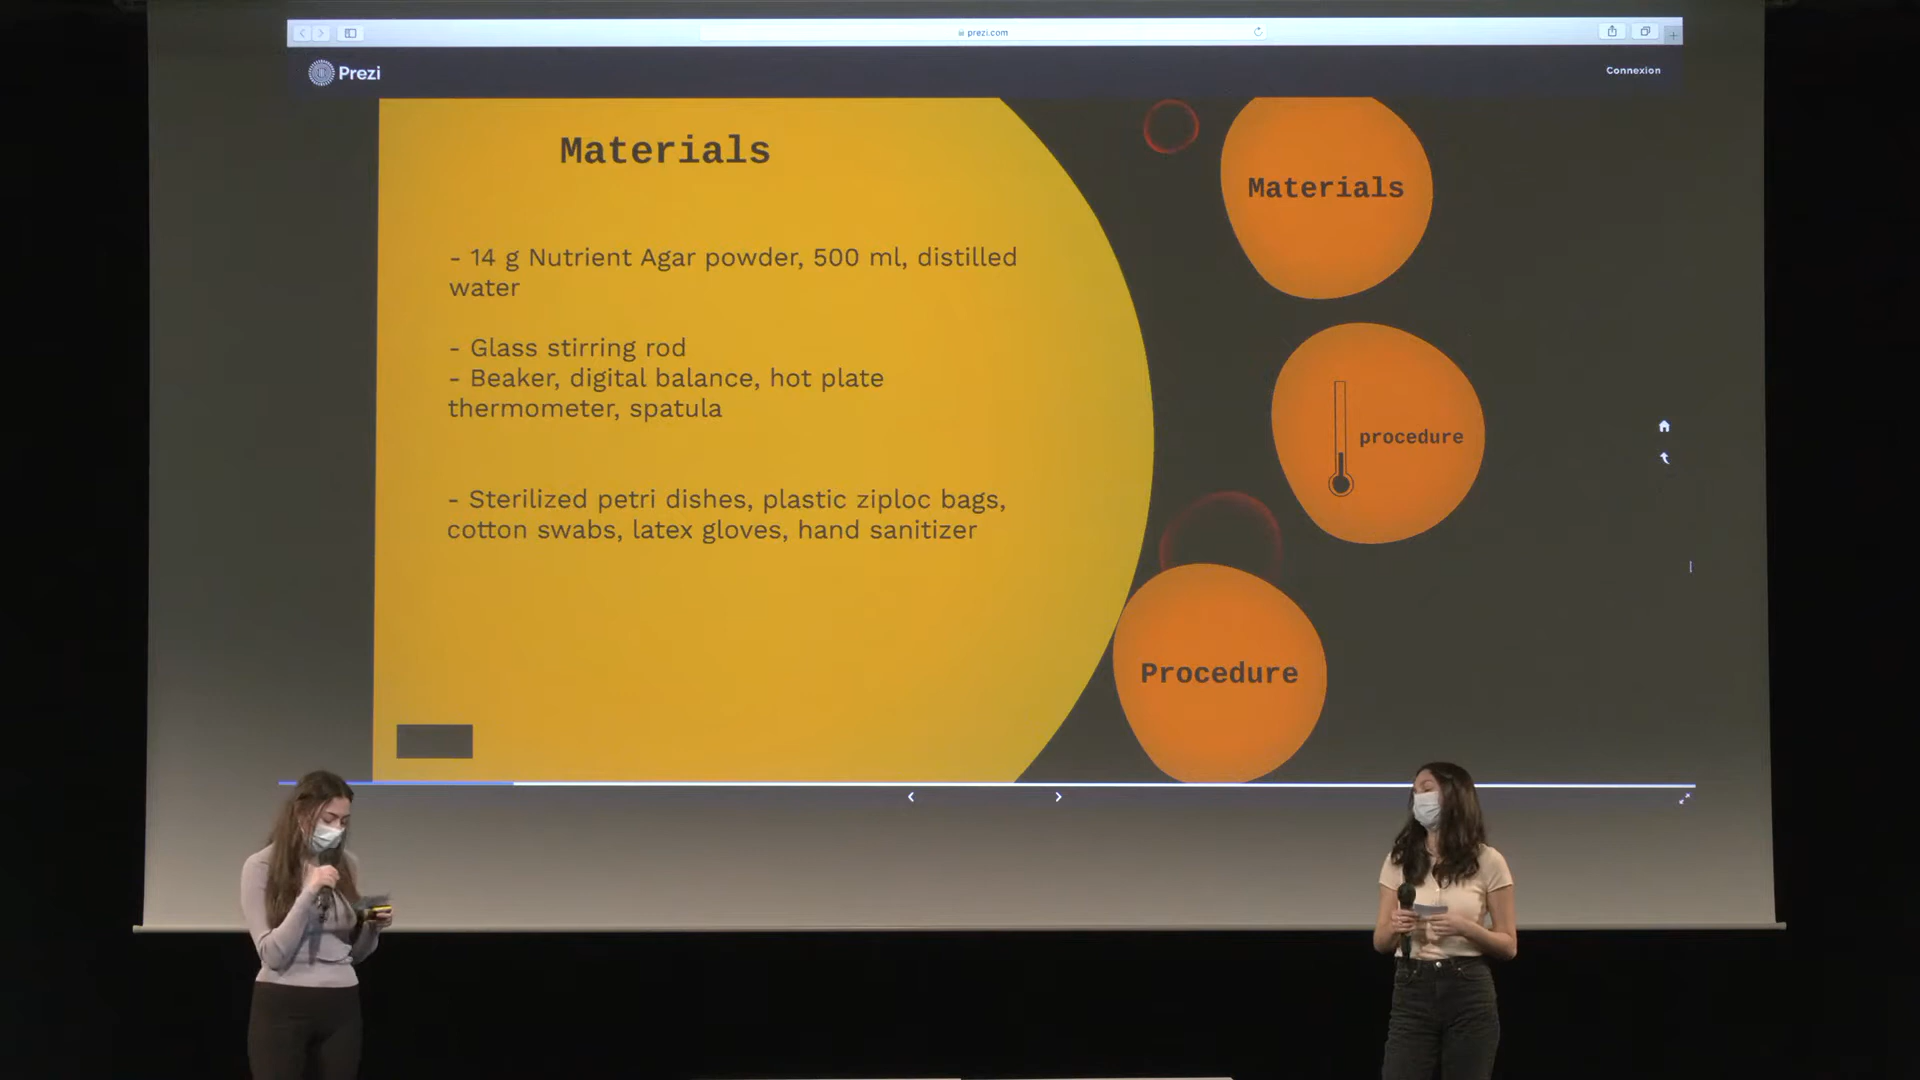 prezi.com
Prezi
Connexion
Materials
- 14 g Nutrient Agar powder, 500 ml, distilled
water
- Glass stirring rod
- Beaker, digital balance, hot plate
thermometer, spatula
- Sterilized petri dishes, plastic ziploc bags,
cotton swabs, latex gloves, hand sanitizer
Materials
procedure
Procedure